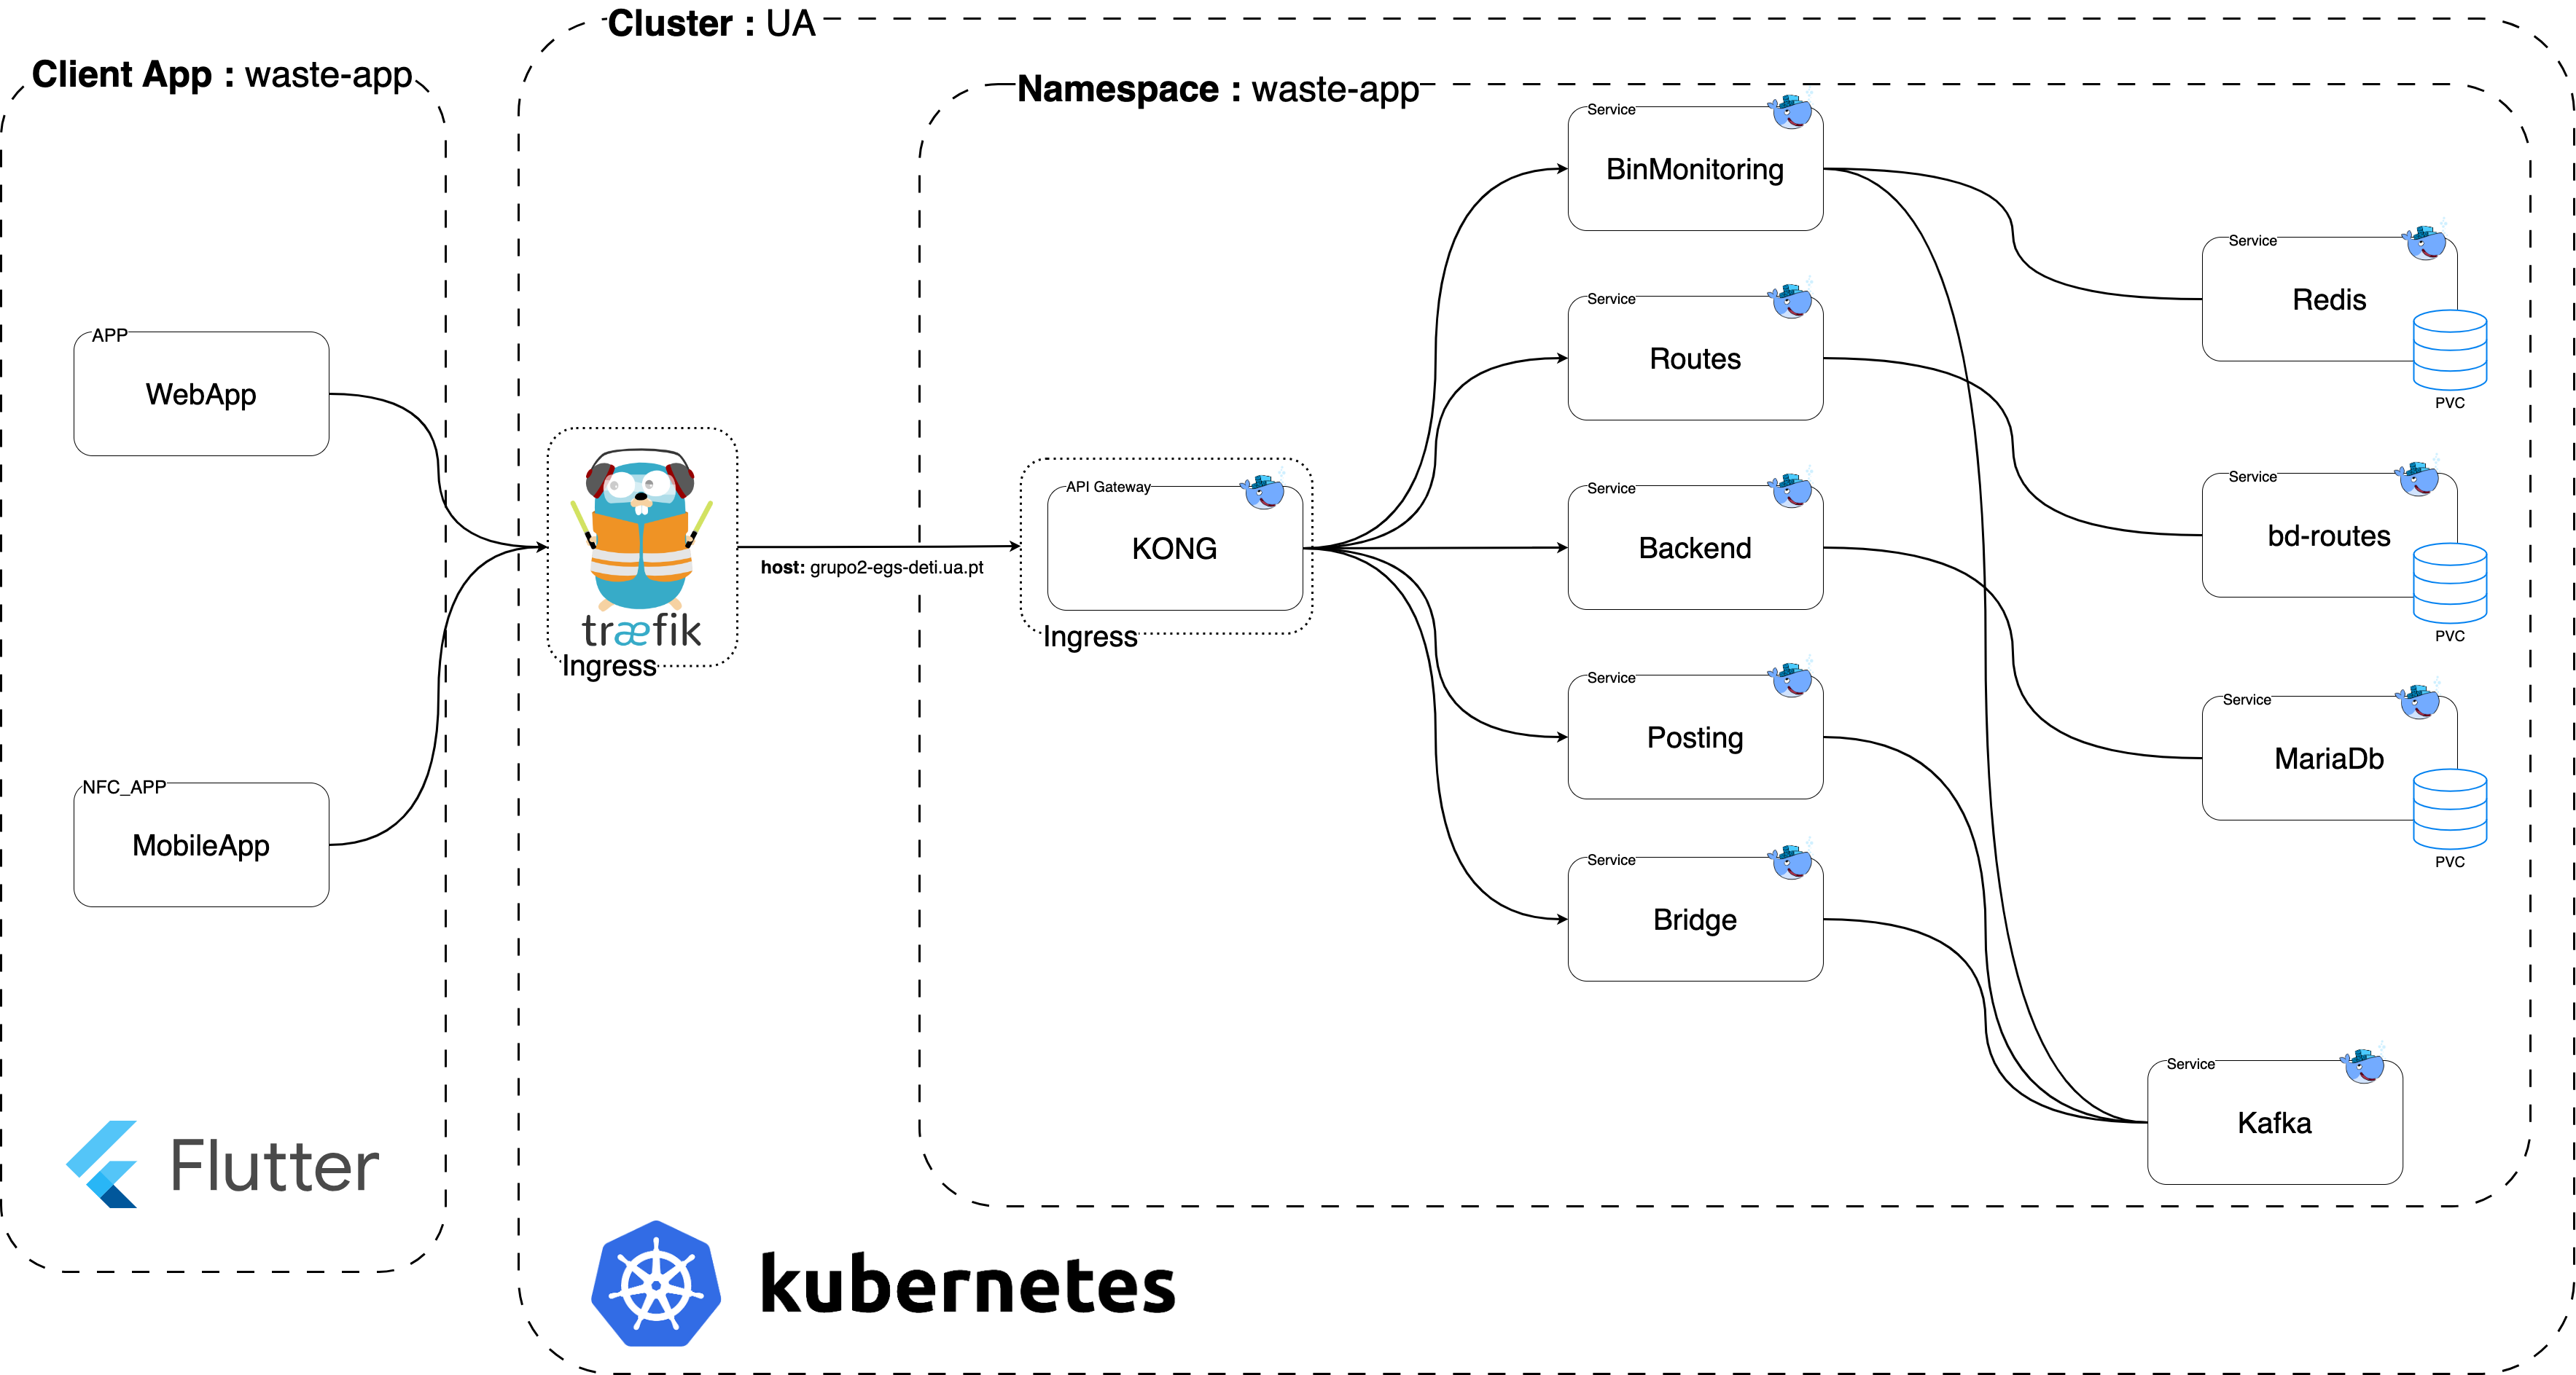 Cluster : UA
Client App : waste-app
Namespace : waste-app
APP
WebApp
NFC_APP
MobileApp
Flutter
træfik
Ingress
host: grupo2-egs-deti.ua.pt
API Gateway
KONG
Ingress
Service
BinMonitoring
Service
Routes
Service
Backend
Service
Posting
Service
Bridge
Service
Redis
PVC
Service
bd-routes
PVC
Service
MariaDb
PVC
Service
Kafka
kubernetes